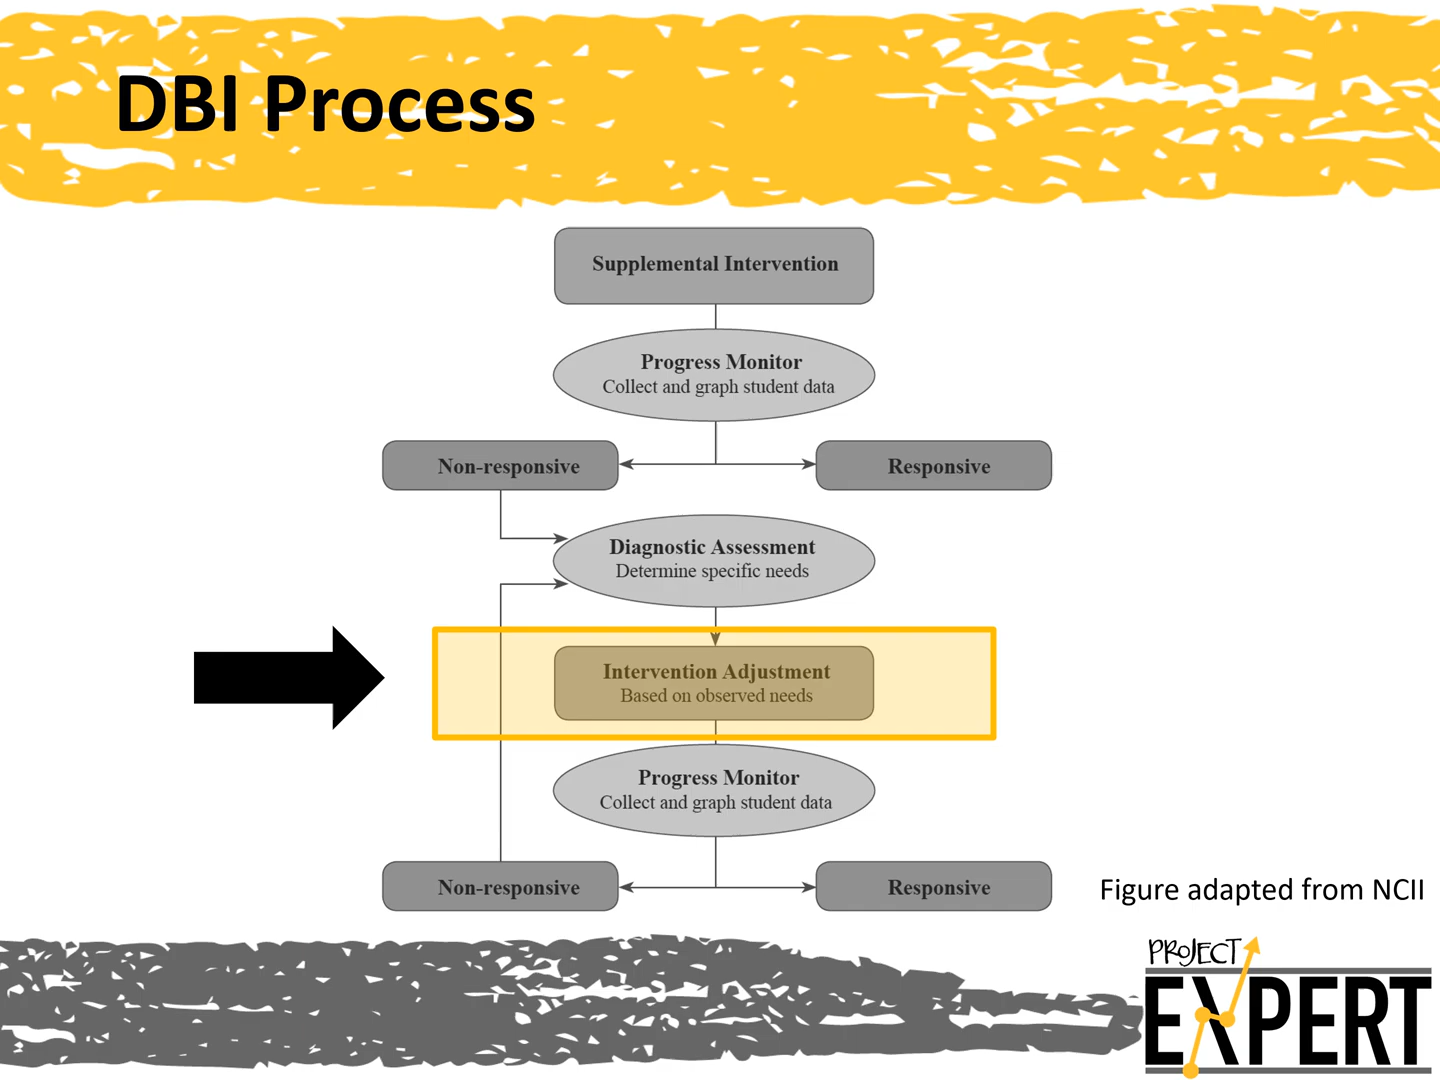 DBI Process
Supplemental Intervention
Progress Monitor
Collect and graph student data
Non-responsive
Responsive
Diagnostic Assessment
Determine specific needs
Intervention Adjustment
Based on observed needs
Progress Monitor
Collect and graph student data
Non-responsive
Responsive
Figure adapted from NCII
PROJECT
EXPERT